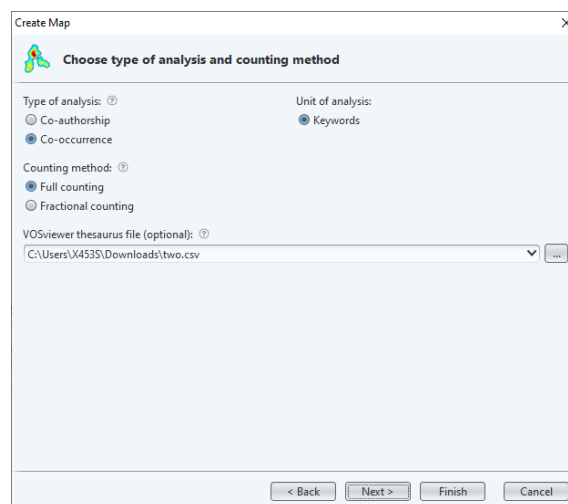 Create Map
Choose type of analysis and counting method
Type of analysis:
Unit of analysis:
Co-authorship
Keywords
Co-occurrence
Counting method:
Full counting
Fractional counting
VOSviewer thesaurus file (optional):
C:\Users\X453S\Downloads\two.csv
...
< Back
Next >
Finish
Cancel